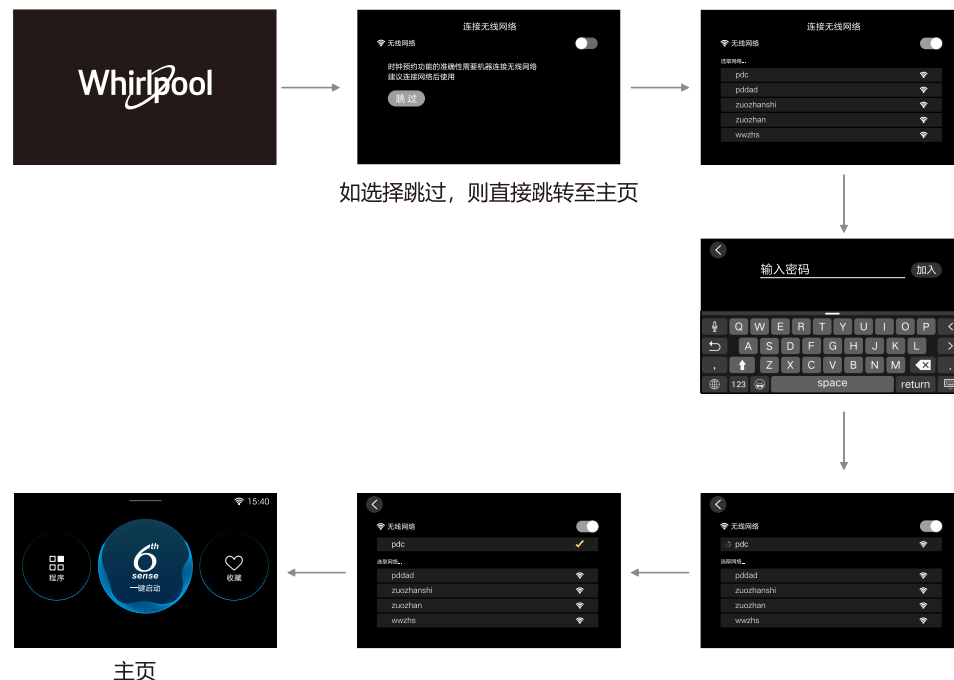 Whirlpool
连接无线网络
无线网络
时钟预约功能的准确性需要机器连接无线网络
建议连接网络后使用
跳 过
如选择跳过，则直接跳转至主页
连接无线网络
无线网络
选取网络...
pdc
pddad
zuozhanshi
zuozhan
wwzhs
输入密码
加入
Q W E R T Y U I O P
A S D F G H J K L
, Z X C V B N M .
123 space return
无线网络
pdc
选取网络...
pddad
zuozhanshi
zuozhan
wwzhs
无线网络
pdc
选取网络...
pddad
zuozhanshi
zuozhan
wwzhs
15:40
程序
6th
sense
一键启动
收藏
主页